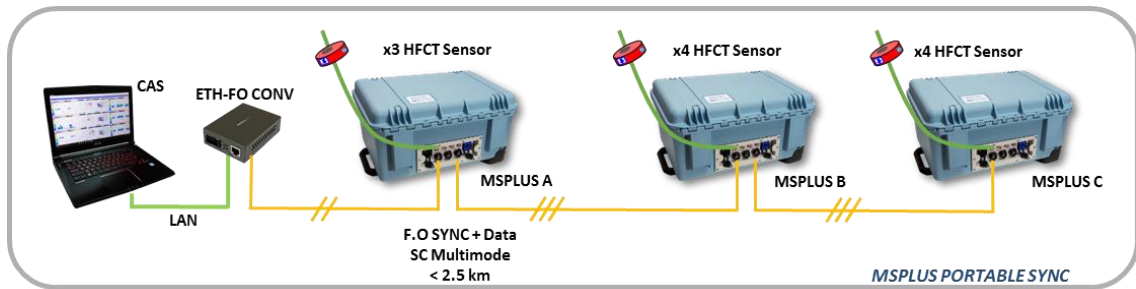 x3 HFCT Sensor
x4 HFCT Sensor
x4 HFCT Sensor
CAS
ETH-FO CONV
MSPLUS A
MSPLUS B
MSPLUS C
LAN
F.O SYNC + Data
SC Multimode
< 2.5 km
MSPLUS PORTABLE SYNC